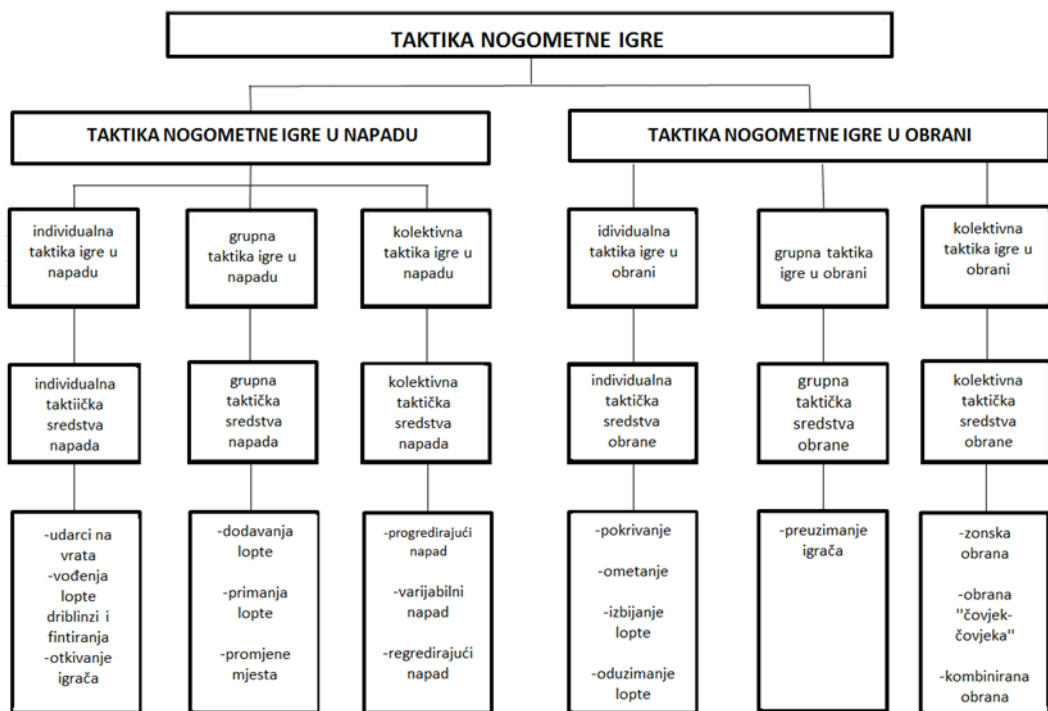 TAKTIKA NOGOMETNE IGRE
TAKTIKA NOGOMETNE IGRE U NAPADU
TAKTIKA NOGOMETNE IGRE U OBRANI
individualna
taktika igre u
napadu
grupna
taktika igre u
napadu
kolektivna
taktika igre u
napadu
idividualna
taktika igre u
obrani
grupna taktika
igre u obrani
kolektivna
taktika igre u
obrani
individualna
taktiička
sredstva
napada
grupna
taktička
sredstva
napada
kolektivna
taktička
sredstva
napada
individualna
taktička
sredstva
obrane
grupna
taktička
sredstva
obrane
kolektivna
taktička
sredstva
obrane
-udarci na
vrata
-vođenja
lopte
driblinzi i
fintiranja
-otkivanje
igrača
-dodavanja
lopte
-primanja
lopte
-promjene
mjesta
-progredirajući
napad
-varijabilni
napad
-regredirajući
napad
-pokrivanje
-ometanje
-izbijanje
lopte
-oduzimanje
lopte
-preuzimanje
igrača
-zonska
obrana
-obrana
"čovjek-
čovjeka"
-kombinirana
obrana